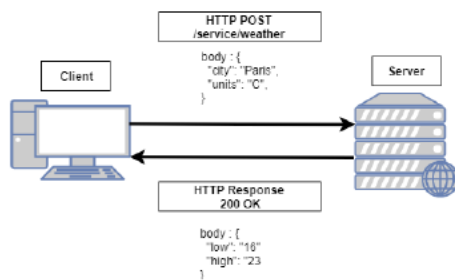 HTTP POST
/service/weather
body : {
"city": "Paris",
"units": "C",
}
Client
Server
HTTP Response
200 OK
body : {
"low": "16"
"high": "23
}